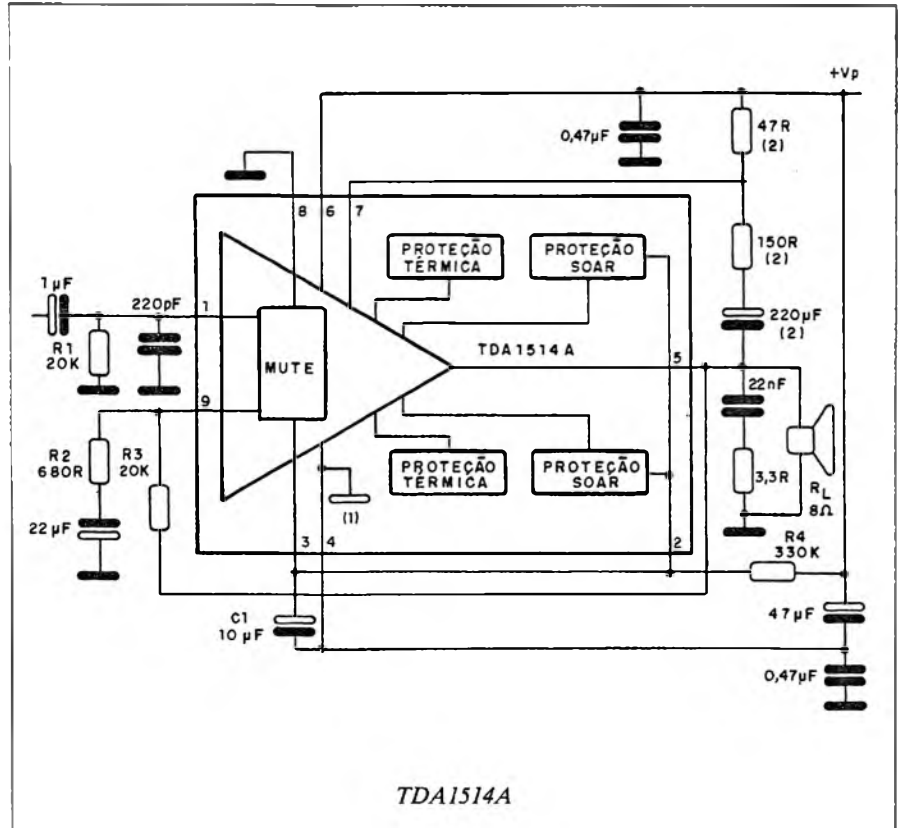 +Vp
0,47µF
47R
(2)
8
6
7
PROTEÇÃO
TÉRMICA
PROTEÇÃO
SOAR
150R
(2)
1µF
220pF
1
R1
20K
MUTE
TDA1514A
5
220µF
(2)
22nF
9
R2
680R
R3
20K
PROTEÇÃO
TÉRMICA
PROTEÇÃO
SOAR
3,3R
RL
8Ω
(1)
22µF
3
4
2
R4
330K
C1
10µF
47µF
0,47µF
TDA1514A